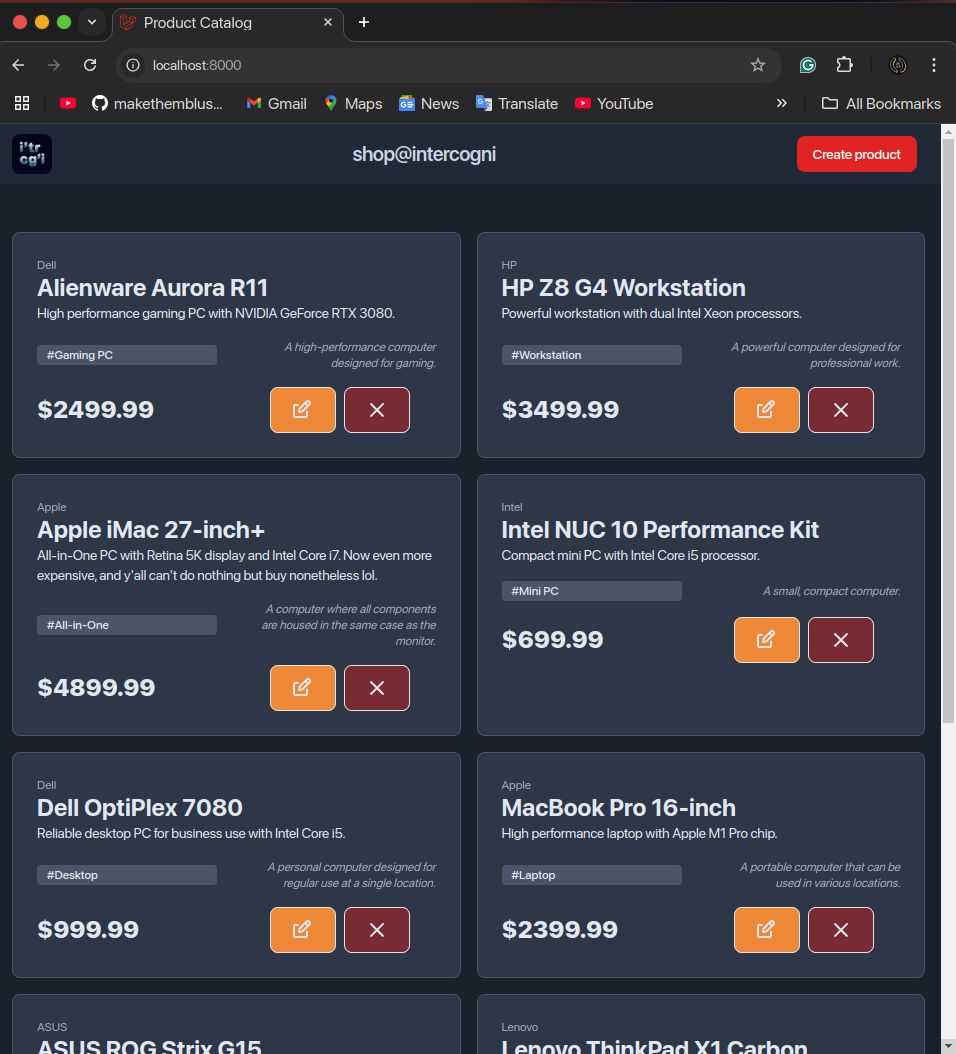 Product Catalog
localhost:8000
makethemblus...
Gmail
Maps
News
Translate
YouTube
All Bookmarks
i'tr
cg'i
shop@intercogni
Create product
Dell
Alienware Aurora R11
High performance gaming PC with NVIDIA GeForce RTX 3080.
#Gaming PC
A high-performance computer
designed for gaming.
$2499.99
HP
HP Z8 G4 Workstation
Powerful workstation with dual Intel Xeon processors.
#Workstation
A powerful computer designed for
professional work.
$3499.99
Apple
Apple iMac 27-inch+
All-in-One PC with Retina 5K display and Intel Core i7. Now even more
expensive, and y'all can't do nothing but buy nonetheless lol.
#All-in-One
A computer where all components
are housed in the same case as the
monitor.
$4899.99
Intel
Intel NUC 10 Performance Kit
Compact mini PC with Intel Core i5 processor.
#Mini PC
A small, compact computer.
$699.99
Dell
Dell OptiPlex 7080
Reliable desktop PC for business use with Intel Core i5.
#Desktop
A personal computer designed for
regular use at a single location.
$999.99
Apple
MacBook Pro 16-inch
High performance laptop with Apple M1 Pro chip.
#Laptop
A portable computer that can be
used in various locations.
$2399.99
ASUS
ASUS ROG Strix G15
Lenovo
Lenovo ThinkPad X1 Carbon